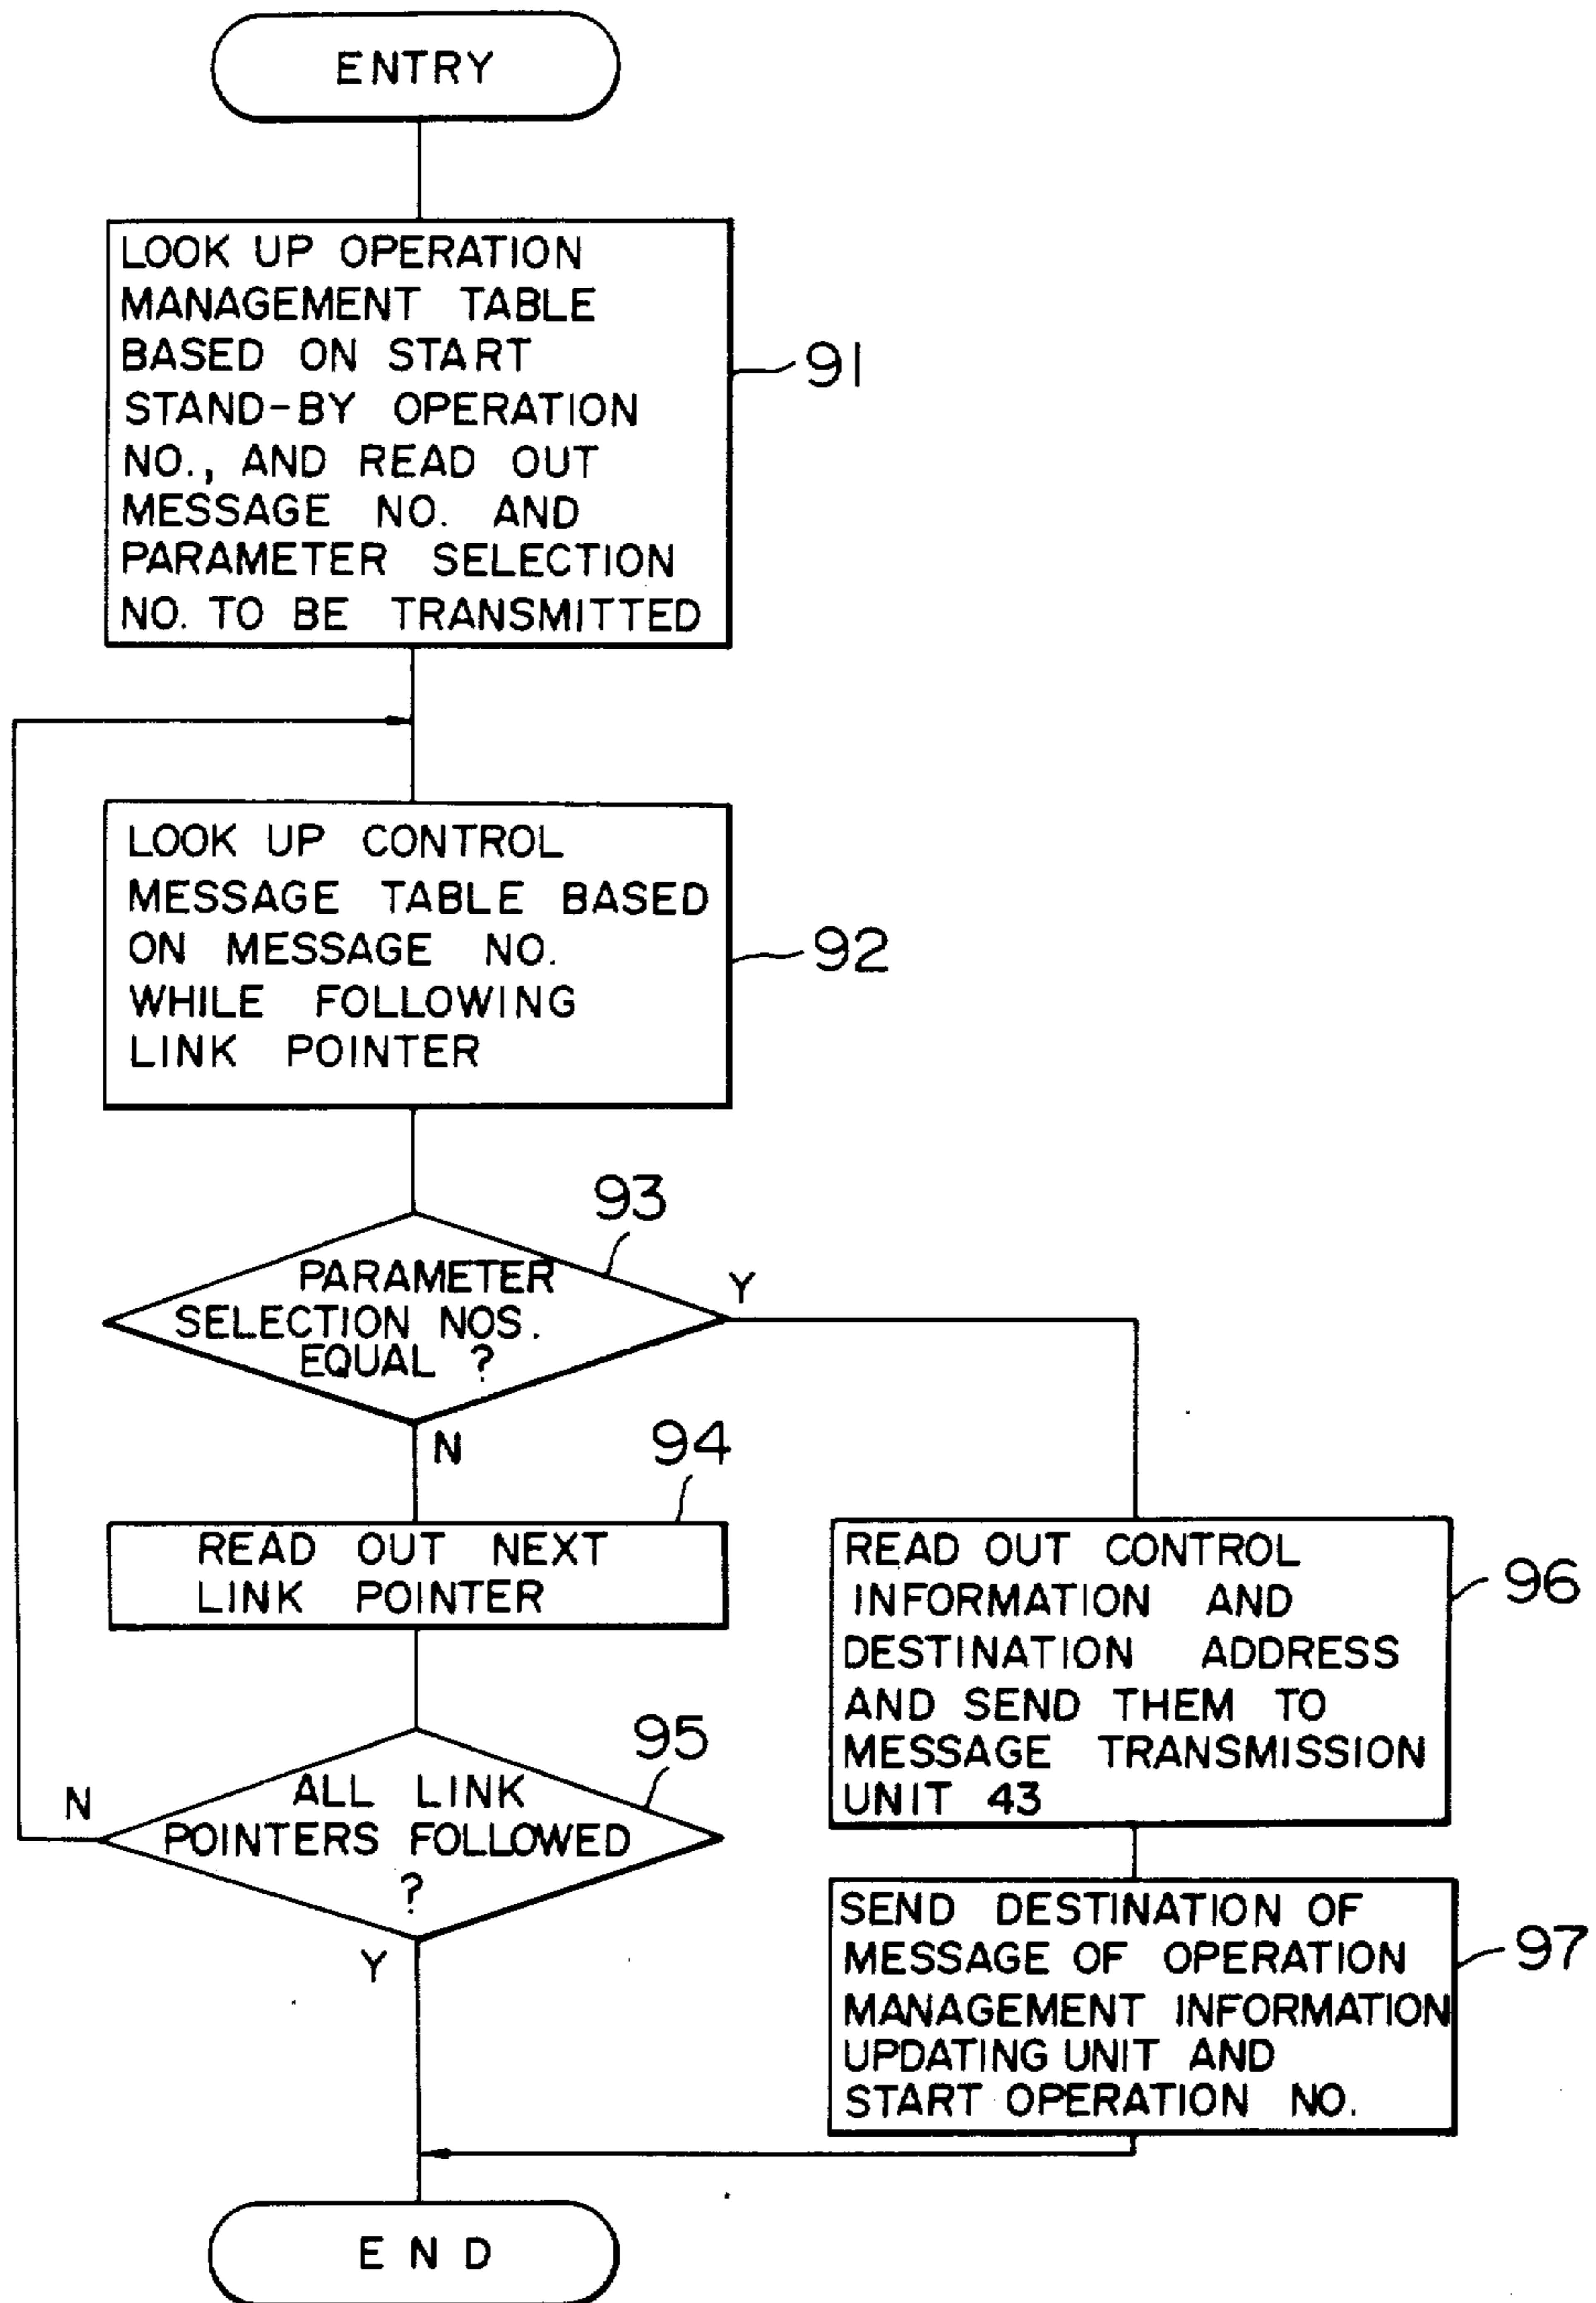 ENTRY
LOOK UP OPERATION
MANAGEMENT TABLE
BASED ON START
STAND-BY OPERATION
NO., AND READ OUT
MESSAGE NO. AND
PARAMETER SELECTION
NO. TO BE TRANSMITTED
91
LOOK UP CONTROL
MESSAGE TABLE BASED
ON MESSAGE NO.
WHILE FOLLOWING
LINK POINTER
92
93
PARAMETER
SELECTION NOS.
EQUAL ?
Y
N
94
READ OUT NEXT
LINK POINTER
95
ALL LINK
POINTERS FOLLOWED
?
N
Y
READ OUT CONTROL
INFORMATION AND
DESTINATION ADDRESS
AND SEND THEM TO
MESSAGE TRANSMISSION
UNIT 43
96
SEND DESTINATION OF
MESSAGE OF OPERATION
MANAGEMENT INFORMATION
UPDATING UNIT AND
START OPERATION NO.
97
END